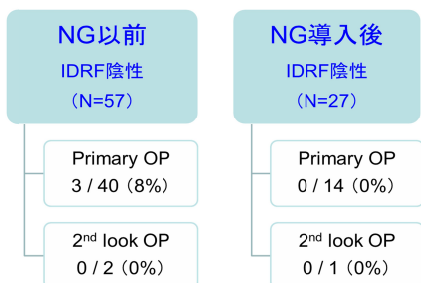 NG以前
IDRF陰性
（N=57）
Primary OP
3 / 40（8%）
2nd look OP
0 / 2（0%）
NG導入後
IDRF陰性
（N=27）
Primary OP
0 / 14（0%）
2nd look OP
0 / 1（0%）